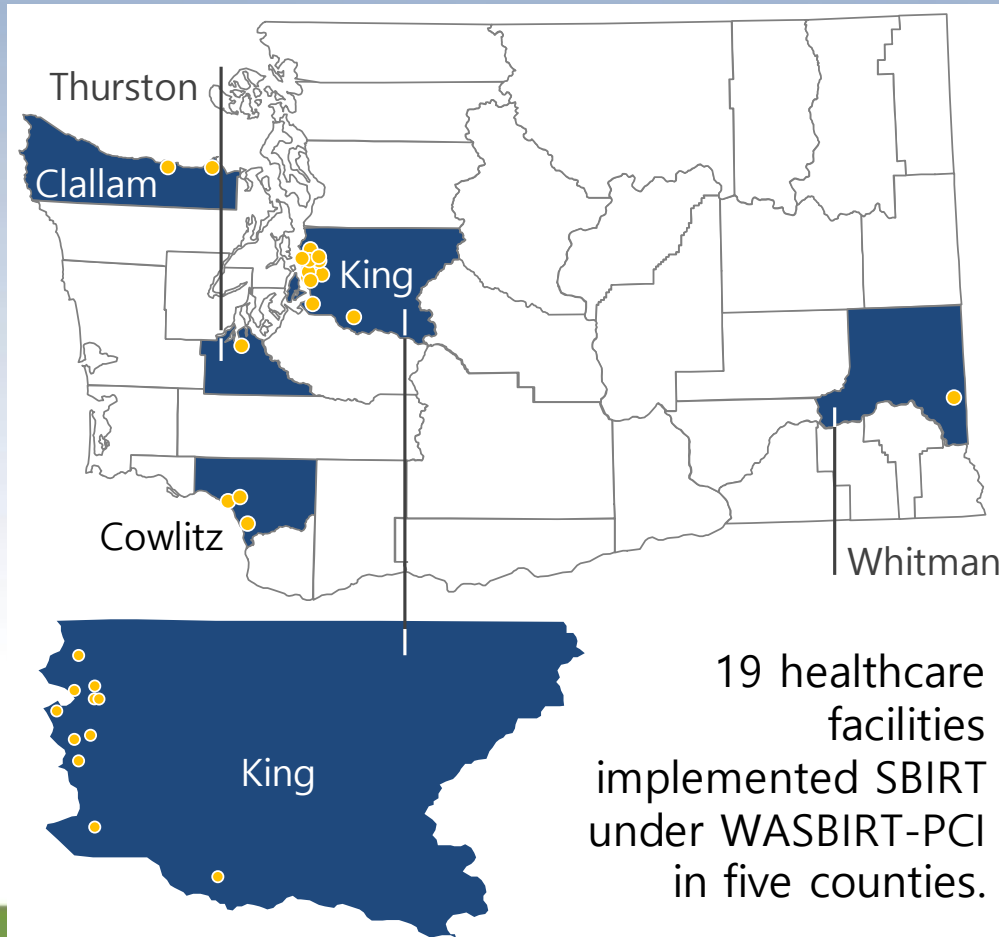 Thurston
Clallam
King
Cowlitz
Whitman
King
19 healthcare
facilities
implemented SBIRT
under WASBIRT-PCI
in five counties.